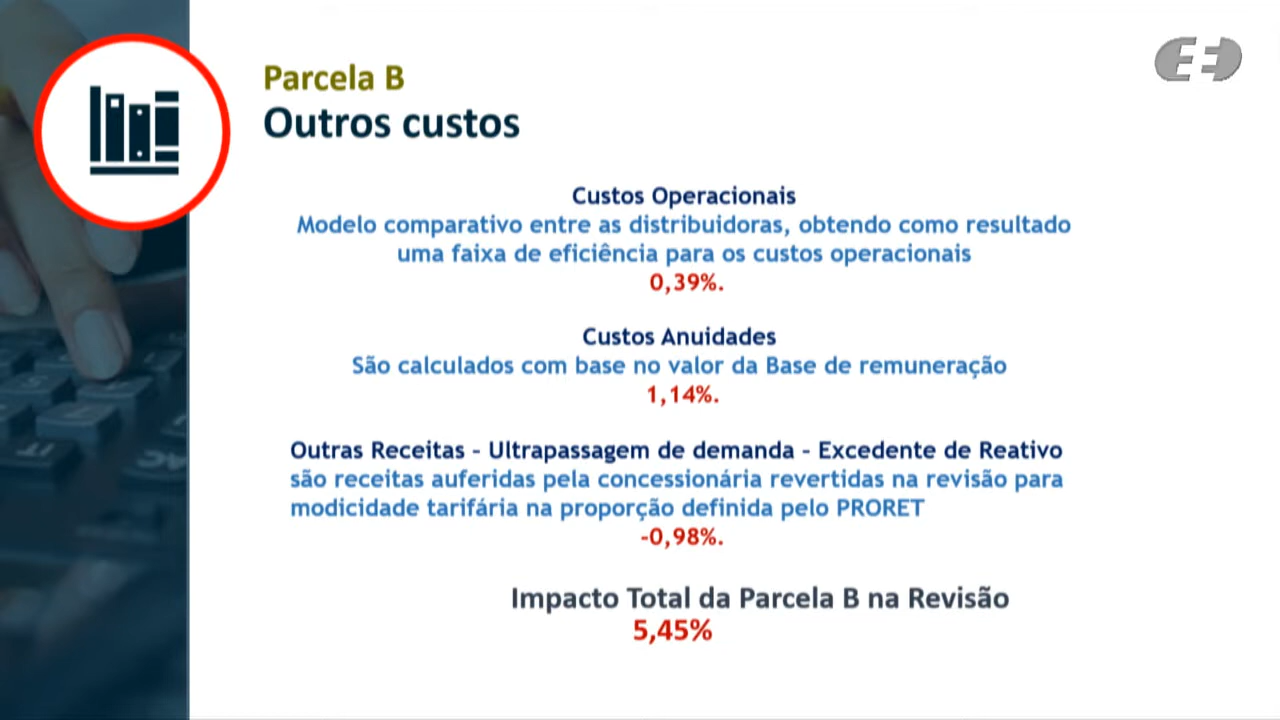 Parcela B
Outros custos
Custos Operacionais
Modelo comparativo entre as distribuidoras, obtendo como resultado
uma faixa de eficiência para os custos operacionais
0,39%.
Custos Anuidades
São calculados com base no valor da Base de remuneração
1,14%.
Outras Receitas - Ultrapassagem de demanda - Excedente de Reativo
são receitas auferidas pela concessionária revertidas na revisão para
modicidade tarifária na proporção definida pelo PRORET
-0,98%.
Impacto Total da Parcela B na Revisão
5,45%